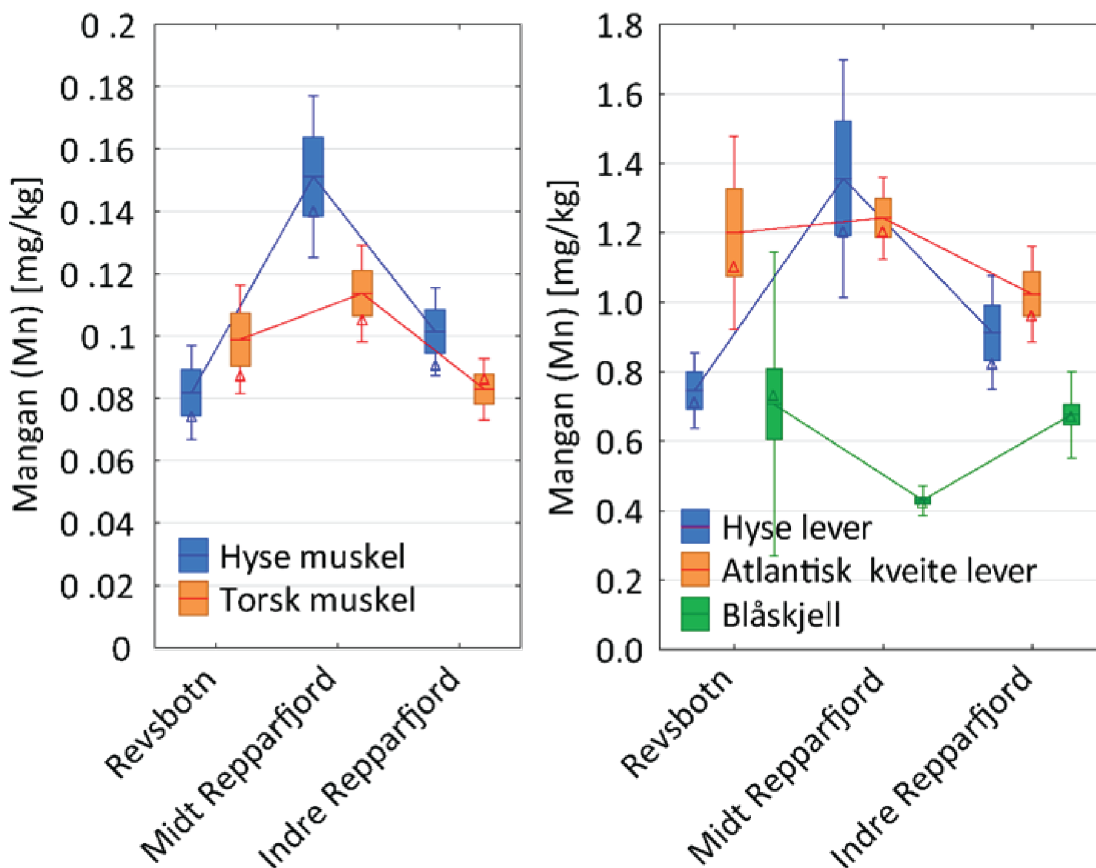 Mangan (Mn) [mg/kg]
0 .2
0 .18
0 .16
0 .14
0 .12
0 .1
0 .08
0 .06
0 .04
0 .02
0
Hyse muskel
Torsk muskel
Revsbotn
Midt Repparfjord
Indre Repparfjord
Mangan (Mn) [mg/kg]
1.8
1.6
1.4
1.2
1.0
0.8
0.6
0.4
0.2
0.0
Hyse lever
Atlantisk kveite lever
Blåskjell
Revsbotn
Midt Repparfjord
Indre Repparfjord